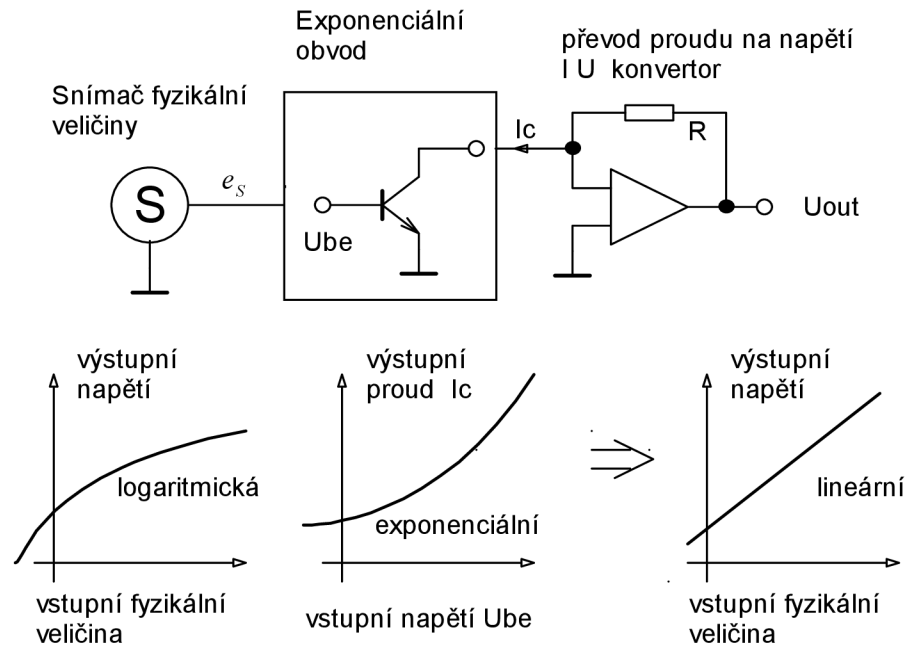 Exponenciální
obvod
převod proudu na napětí
I U konvertor
Snímač fyzikální
veličiny
Ic
R
S
e_S
Ube
Uout
výstupní
napětí
logaritmická
vstupní fyzikální
veličina
výstupní
proud Ic
exponenciální
vstupní napětí Ube
výstupní
napětí
lineární
vstupní fyzikální
veličina